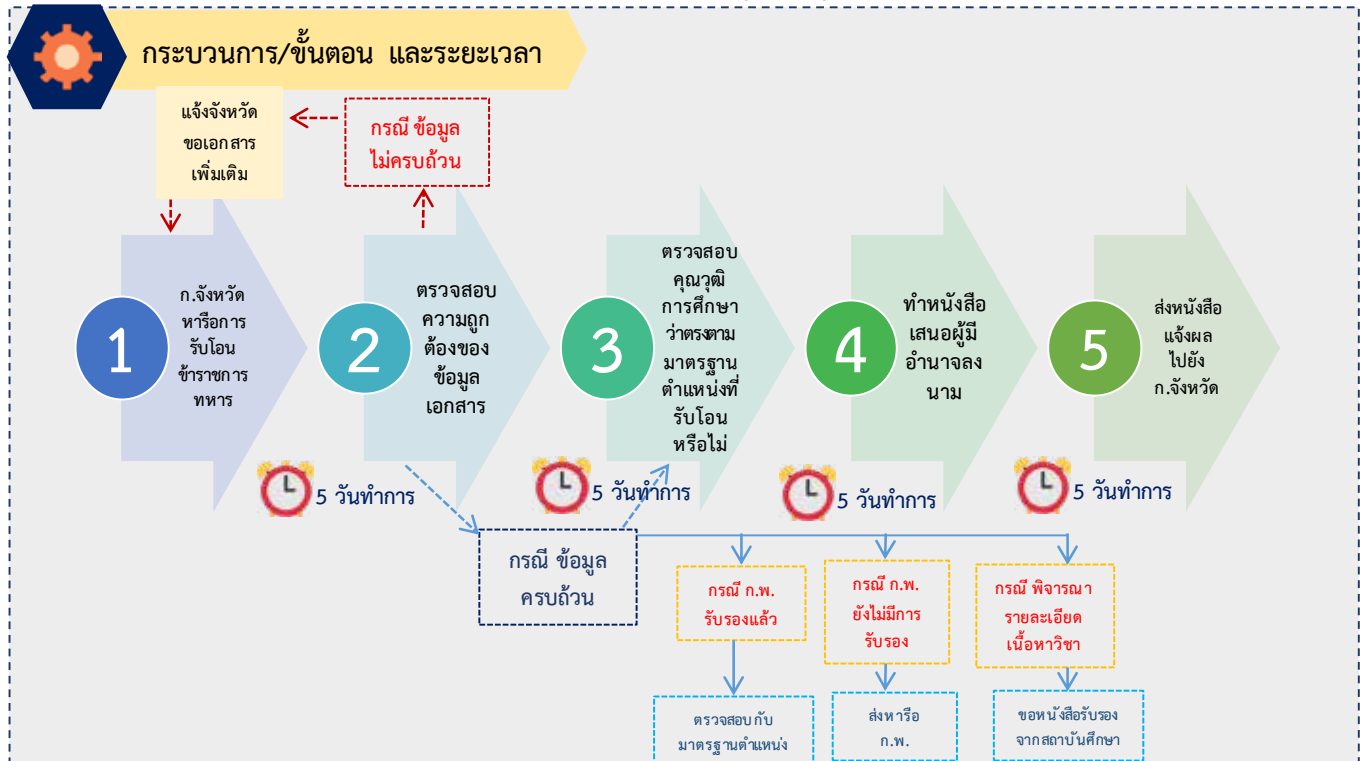 กระบวนการ/ขั้นตอน และระยะเวลา
แจ้งจังหวัด
ขอเอกสาร
เพิ่มเติม
กรณี ข้อมูล
ไม่ครบถ้วน
1
ก.จังหวัด
หารือการ
รับโอน
ข้าราชการ
ทหาร
2
ตรวจสอบ
ความถูก
ต้องของ
ข้อมูล
เอกสาร
3
ตรวจสอบ
คุณวุฒิ
การศึกษา
ว่าตรงตาม
มาตรฐาน
ตำแหน่งที่
รับโอน
หรือไม่
4
ทำหนังสือ
เสนอผู้มี
อำนาจลง
นาม
5
ส่งหนังสือ
แจ้งผล
ไปยัง
ก.จังหวัด
5 วันทำการ
5 วันทำการ
5 วันทำการ
5 วันทำการ
กรณี ข้อมูล
ครบถ้วน
กรณี ก.พ.
รับรองแล้ว
กรณี ก.พ.
ยังไม่มีการ
รับรอง
กรณี พิจารณา
รายละเอียด
เนื้อหาวิชา
ตรวจสอบกับ
มาตรฐานตำแหน่ง
ส่งหารือ
ก.พ.
ขอหนังสือรับรอง
จากสถาบันศึกษา